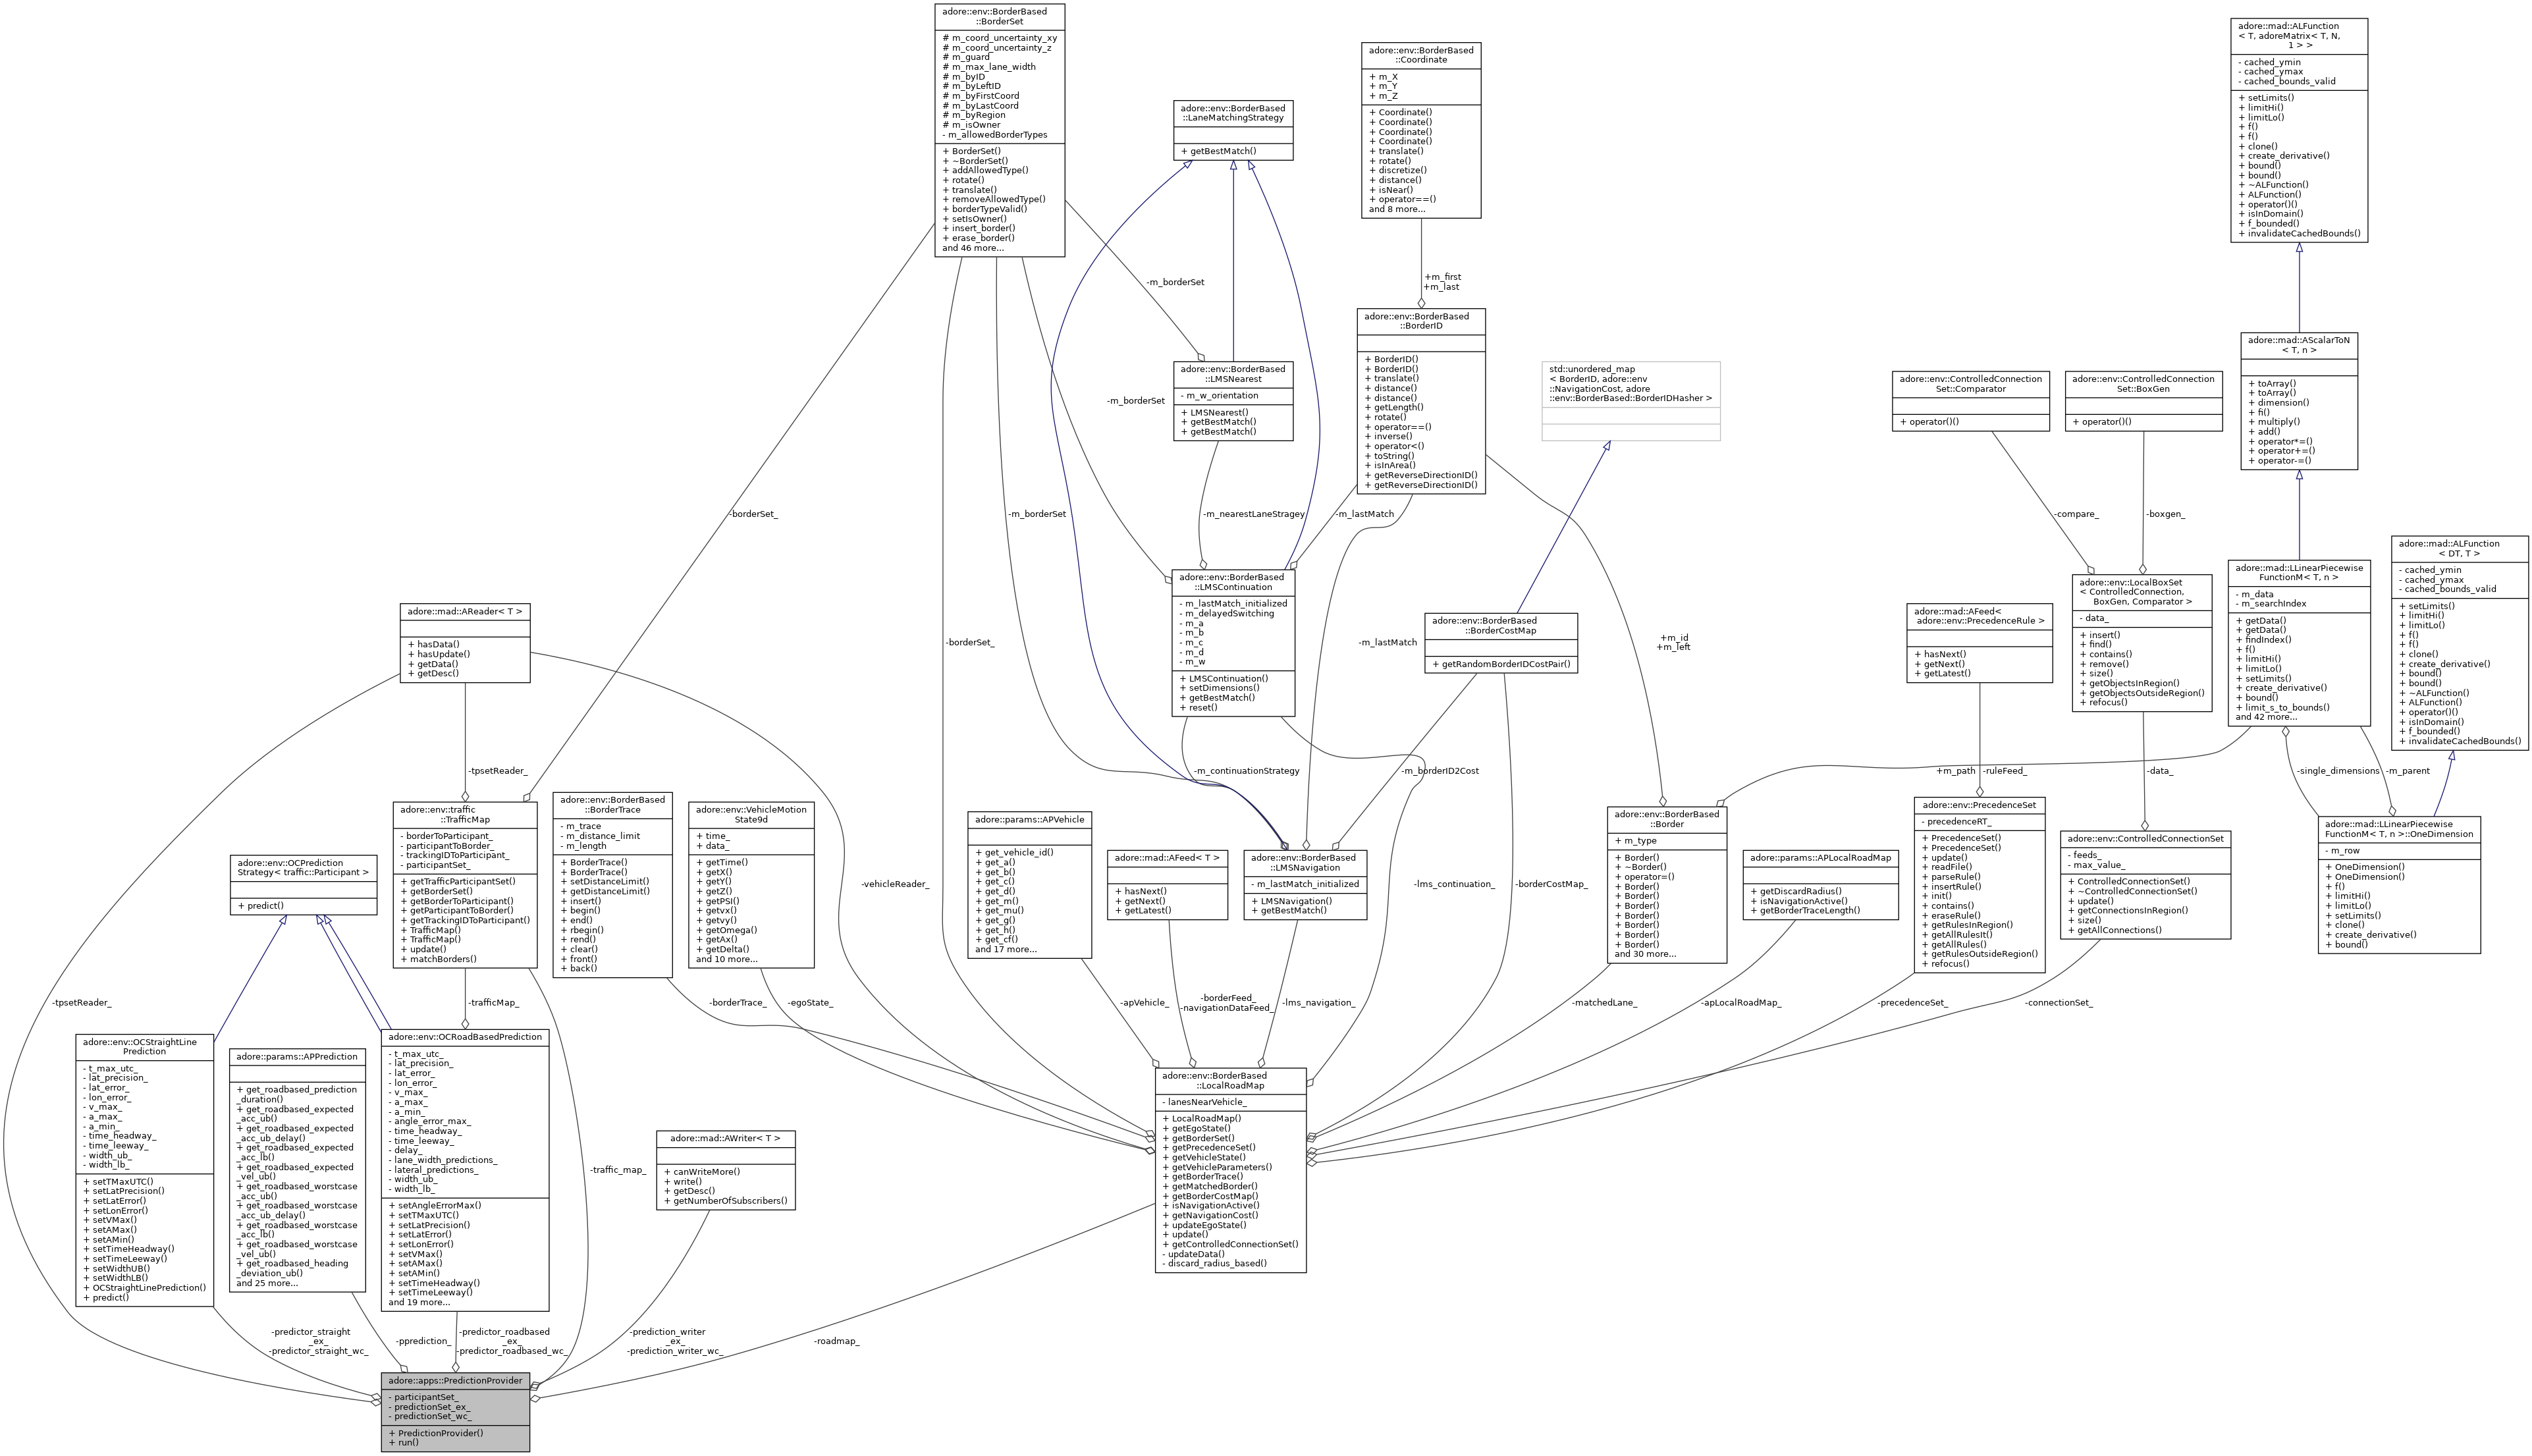 adore::env::BorderBased
::BorderSet
# m_coord_uncertainty_xy
# m_coord_uncertainty_z
# m_guard
# m_max_lane_width
# m_byID
# m_byLeftID
# m_byFirstCoord
# m_byLastCoord
# m_byRegion
# m_isOwner
- m_allowedBorderTypes
+ BorderSet()
+ ~BorderSet()
+ addAllowedType()
+ rotate()
+ translate()
+ removeAllowedType()
+ borderTypeValid()
+ setIsOwner()
+ insert_border()
+ erase_border()
and 46 more...
adore::env::BorderBased
::LaneMatchingStrategy
+ getBestMatch()
adore::env::BorderBased
::Coordinate
+ m_X
+ m_Y
+ m_Z
+ Coordinate()
+ Coordinate()
+ Coordinate()
+ Coordinate()
+ translate()
+ rotate()
+ discretize()
+ distance()
+ isNear()
+ operator==()
and 8 more...
adore::mad::ALFunction
< T, adoreMatrix< T, N,
1 > >
- cached_ymin
- cached_ymax
- cached_bounds_valid
+ setLimits()
+ limitHi()
+ limitLo()
+ f()
+ f()
+ clone()
+ create_derivative()
+ bound()
+ bound()
+ ~ALFunction()
+ ALFunction()
+ operator()()
+ isInDomain()
+ f_bounded()
+ invalidateCachedBounds()
-m_borderSet
+m_first
+m_last
adore::env::BorderBased
::LMSNearest
- m_w_orientation
+ LMSNearest()
+ getBestMatch()
+ getBestMatch()
adore::env::BorderBased
::BorderID
+ BorderID()
+ BorderID()
+ translate()
+ distance()
+ distance()
+ getLength()
+ rotate()
+ operator==()
+ inverse()
+ operator<()
+ toString()
+ isInArea()
+ getReverseDirectionID()
+ getReverseDirectionID()
std::unordered_map
< BorderID, adore::env
::NavigationCost, adore
::env::BorderBased::BorderIDHasher >
adore::env::ControlledConnection
Set::Comparator
+ operator()()
adore::env::ControlledConnection
Set::BoxGen
+ operator()()
adore::mad::AScalarToN
< T, n >
+ toArray()
+ toArray()
+ dimension()
+ fi()
+ multiply()
+ add()
+ operator*=()
+ operator+=()
+ operator-=()
-m_borderSet
-borderSet_
-m_borderSet
-m_nearestLaneStragey
-m_lastMatch
-compare_
-boxgen_
adore::mad::AReader< T >
+ hasData()
+ hasUpdate()
+ getData()
+ getDesc()
-borderSet_
adore::env::BorderBased
::LMSContinuation
- m_lastMatch_initialized
- m_delayedSwitching
- m_a
- m_b
- m_c
- m_d
- m_w
+ LMSContinuation()
+ setDimensions()
+ getBestMatch()
+ reset()
-m_lastMatch
adore::env::BorderBased
::BorderCostMap
+ getRandomBorderIDCostPair()
+m_id
+m_left
adore::mad::AFeed<
adore::env::PrecedenceRule >
+ hasNext()
+ getNext()
+ getLatest()
adore::env::LocalBoxSet
< ControlledConnection,
BoxGen, Comparator >
- data_
+ insert()
+ find()
+ contains()
+ remove()
+ size()
+ getObjectsInRegion()
+ getObjectsOutsideRegion()
+ refocus()
adore::mad::LLinearPiecewise
FunctionM< T, n >
- m_data
- m_searchIndex
+ getData()
+ getData()
+ findIndex()
+ f()
+ limitHi()
+ limitLo()
+ setLimits()
+ create_derivative()
+ bound()
+ limit_s_to_bounds()
and 42 more...
adore::mad::ALFunction
< DT, T >
- cached_ymin
- cached_ymax
- cached_bounds_valid
+ setLimits()
+ limitHi()
+ limitLo()
+ f()
+ f()
+ clone()
+ create_derivative()
+ bound()
+ bound()
+ ~ALFunction()
+ ALFunction()
+ operator()()
+ isInDomain()
+ f_bounded()
+ invalidateCachedBounds()
-tpsetReader_
-m_continuationStrategy
-m_borderID2Cost
+m_path
-ruleFeed_
-data_
-single_dimensions
-m_parent
adore::env::OCPrediction
Strategy< traffic::Participant >
+ predict()
adore::env::traffic
::TrafficMap
- borderToParticipant_
- participantToBorder_
- trackingIDToParticipant_
- participantSet_
+ getTrafficParticipantSet()
+ getBorderSet()
+ getBorderToParticipant()
+ getParticipantToBorder()
+ getTrackingIDToParticipant()
+ TrafficMap()
+ TrafficMap()
+ update()
+ matchBorders()
adore::env::BorderBased
::BorderTrace
- m_trace
- m_distance_limit
- m_length
+ BorderTrace()
+ BorderTrace()
+ setDistanceLimit()
+ getDistanceLimit()
+ insert()
+ begin()
+ end()
+ rbegin()
+ rend()
+ clear()
+ front()
+ back()
adore::env::VehicleMotion
State9d
+ time_
+ data_
+ getTime()
+ getX()
+ getY()
+ getZ()
+ getPSI()
+ getvx()
+ getvy()
+ getOmega()
+ getAx()
+ getDelta()
and 10 more...
-vehicleReader_
adore::params::APVehicle
+ get_vehicle_id()
+ get_a()
+ get_b()
+ get_c()
+ get_d()
+ get_m()
+ get_mu()
+ get_g()
+ get_h()
+ get_cf()
and 17 more...
adore::mad::AFeed< T >
+ hasNext()
+ getNext()
+ getLatest()
adore::env::BorderBased
::LMSNavigation
- m_lastMatch_initialized
+ LMSNavigation()
+ getBestMatch()
-lms_continuation_
-borderCostMap_
adore::env::BorderBased
::Border
+ m_type
+ Border()
+ ~Border()
+ operator=()
+ Border()
+ Border()
+ Border()
+ Border()
+ Border()
+ Border()
+ Border()
and 30 more...
adore::params::APLocalRoadMap
+ getDiscardRadius()
+ isNavigationActive()
+ getBorderTraceLength()
adore::env::PrecedenceSet
- precedenceRT_
+ PrecedenceSet()
+ PrecedenceSet()
+ update()
+ readFile()
+ parseRule()
+ insertRule()
+ init()
+ contains()
+ eraseRule()
+ getRulesInRegion()
+ getAllRulesIt()
+ getAllRules()
+ getRulesOutsideRegion()
+ refocus()
adore::env::ControlledConnectionSet
- feeds_
- max_value_
+ ControlledConnectionSet()
+ ~ControlledConnectionSet()
+ update()
+ getConnectionsInRegion()
+ size()
+ getAllConnections()
adore::mad::LLinearPiecewise
FunctionM< T, n >::OneDimension
- m_row
+ OneDimension()
+ OneDimension()
+ f()
+ limitHi()
+ limitLo()
+ setLimits()
+ clone()
+ create_derivative()
+ bound()
-tpsetReader_
-trafficMap_
-borderTrace_
-egoState_
-apVehicle_
-borderFeed_
-navigationDataFeed_
-lms_navigation_
-matchedLane_
-apLocalRoadMap_
-precedenceSet_
-connectionSet_
adore::env::OCStraightLine
Prediction
- t_max_utc_
- lat_precision_
- lat_error_
- lon_error_
- v_max_
- a_max_
- a_min_
- time_headway_
- time_leeway_
- width_ub_
- width_lb_
+ setTMaxUTC()
+ setLatPrecision()
+ setLatError()
+ setLonError()
+ setVMax()
+ setAMax()
+ setAMin()
+ setTimeHeadway()
+ setTimeLeeway()
+ setWidthUB()
+ setWidthLB()
+ OCStraightLinePrediction()
+ predict()
adore::params::APPrediction
+ get_roadbased_prediction
_duration()
+ get_roadbased_expected
_acc_ub()
+ get_roadbased_expected
_acc_ub_delay()
+ get_roadbased_expected
_acc_lb()
+ get_roadbased_expected
_vel_ub()
+ get_roadbased_worstcase
_acc_ub()
+ get_roadbased_worstcase
_acc_ub_delay()
+ get_roadbased_worstcase
_acc_lb()
+ get_roadbased_worstcase
_vel_ub()
+ get_roadbased_heading
_deviation_ub()
and 25 more...
adore::env::OCRoadBasedPrediction
- t_max_utc_
- lat_precision_
- lat_error_
- lon_error_
- v_max_
- a_max_
- a_min_
- angle_error_max_
- time_headway_
- time_leeway_
- delay_
- lane_width_predictions_
- lateral_predictions_
- width_ub_
- width_lb_
+ setAngleErrorMax()
+ setTMaxUTC()
+ setLatPrecision()
+ setLatError()
+ setLonError()
+ setVMax()
+ setAMax()
+ setAMin()
+ setTimeHeadway()
+ setTimeLeeway()
and 19 more...
-traffic_map_
adore::mad::AWriter< T >
+ canWriteMore()
+ write()
+ getDesc()
+ getNumberOfSubscribers()
adore::env::BorderBased
::LocalRoadMap
- lanesNearVehicle_
+ LocalRoadMap()
+ getEgoState()
+ getBorderSet()
+ getPrecedenceSet()
+ getVehicleState()
+ getVehicleParameters()
+ getBorderTrace()
+ getMatchedBorder()
+ getBorderCostMap()
+ isNavigationActive()
+ getNavigationCost()
+ updateEgoState()
+ update()
+ getControlledConnectionSet()
- updateData()
- discard_radius_based()
-predictor_straight
_ex_
-predictor_straight_wc_
-pprediction_
-predictor_roadbased
_ex_
-predictor_roadbased_wc_
-prediction_writer
_ex_
-prediction_writer_wc_
-roadmap_
adore::apps::PredictionProvider
- participantSet_
- predictionSet_ex_
- predictionSet_wc_
+ PredictionProvider()
+ run()